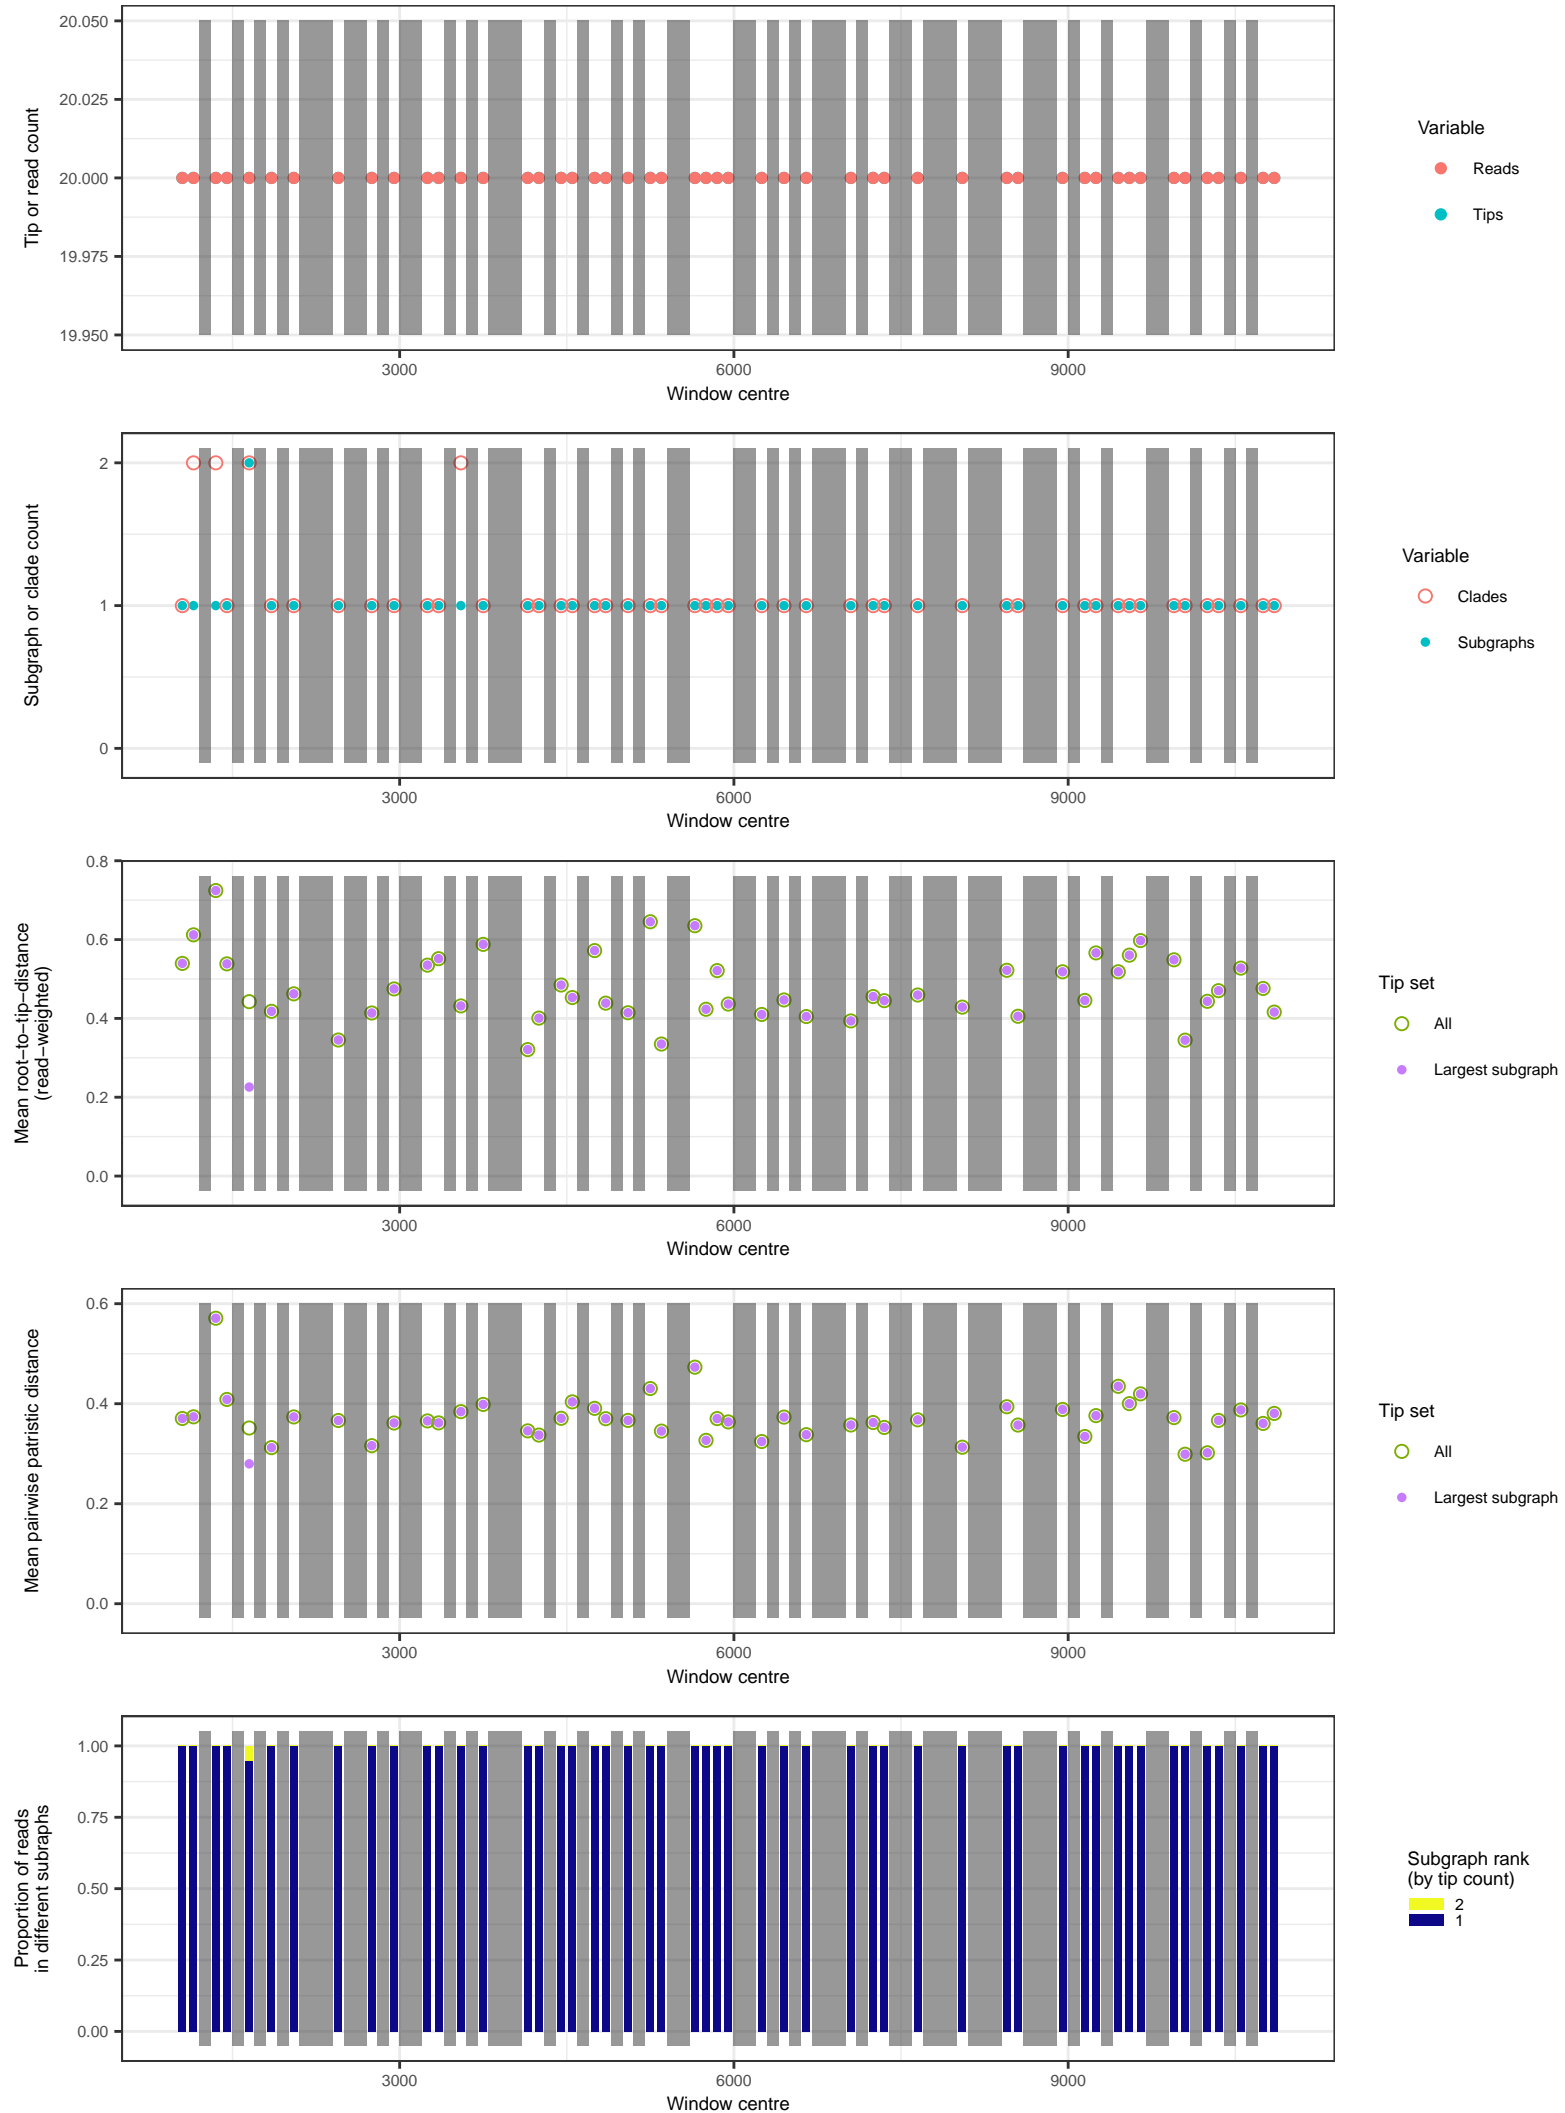 20.050
20.025
20.000
19.975
19.950
Tip or read count
3000
6000
9000
Window centre
Variable
Reads
Tips
2
1
0
Subgraph or clade count
3000
6000
9000
Window centre
Variable
Clades
Subgraphs
0.8
0.6
0.4
0.2
0.0
Mean root−to−tip−distance
(read−weighted)
3000
6000
9000
Window centre
Tip set
All
Largest subgraph
0.6
0.4
0.2
0.0
Mean pairwise patristic distance
3000
6000
9000
Window centre
Tip set
All
Largest subgraph
1.00
0.75
0.50
0.25
0.00
Proportion of reads
in different subraphs
3000
6000
9000
Window centre
Subgraph rank
(by tip count)
2
1